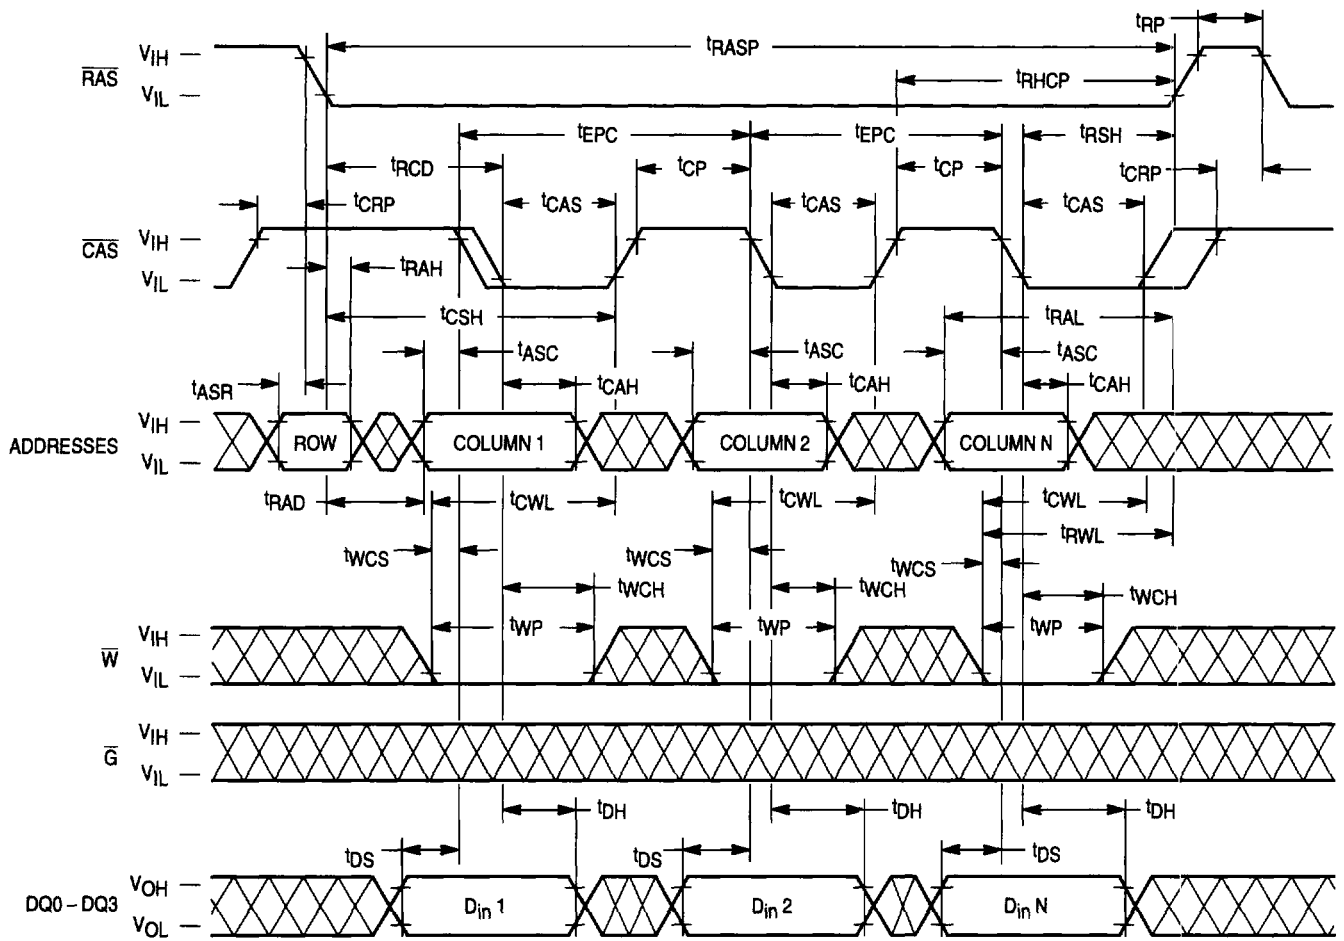 tRP
tRASP
VIH
RAS
VIL
tRHCP
tEPC
tEPC
tRSH
tRCD
tCP
tCP
tCRP
tCRP
tCAS
tCAS
tCAS
VIH
CAS
VIL
tRAH
tCSH
tRAL
tASC
tASC
tASC
tASR
tCAH
tCAH
tCAH
VIH
ADDRESSES
VIL
ROW
COLUMN 1
COLUMN 2
COLUMN N
tRAD
tCWL
tCWL
tCWL
tRWL
tWCS
tWCS
tWCS
tWCH
tWCH
tWCH
tWP
tWP
tWP
VIH
W
VIL
VIH
G
VIL
tDH
tDH
tDH
tDS
tDS
tDS
VOH
DQ0 – DQ3
VOL
Din 1
Din 2
Din N